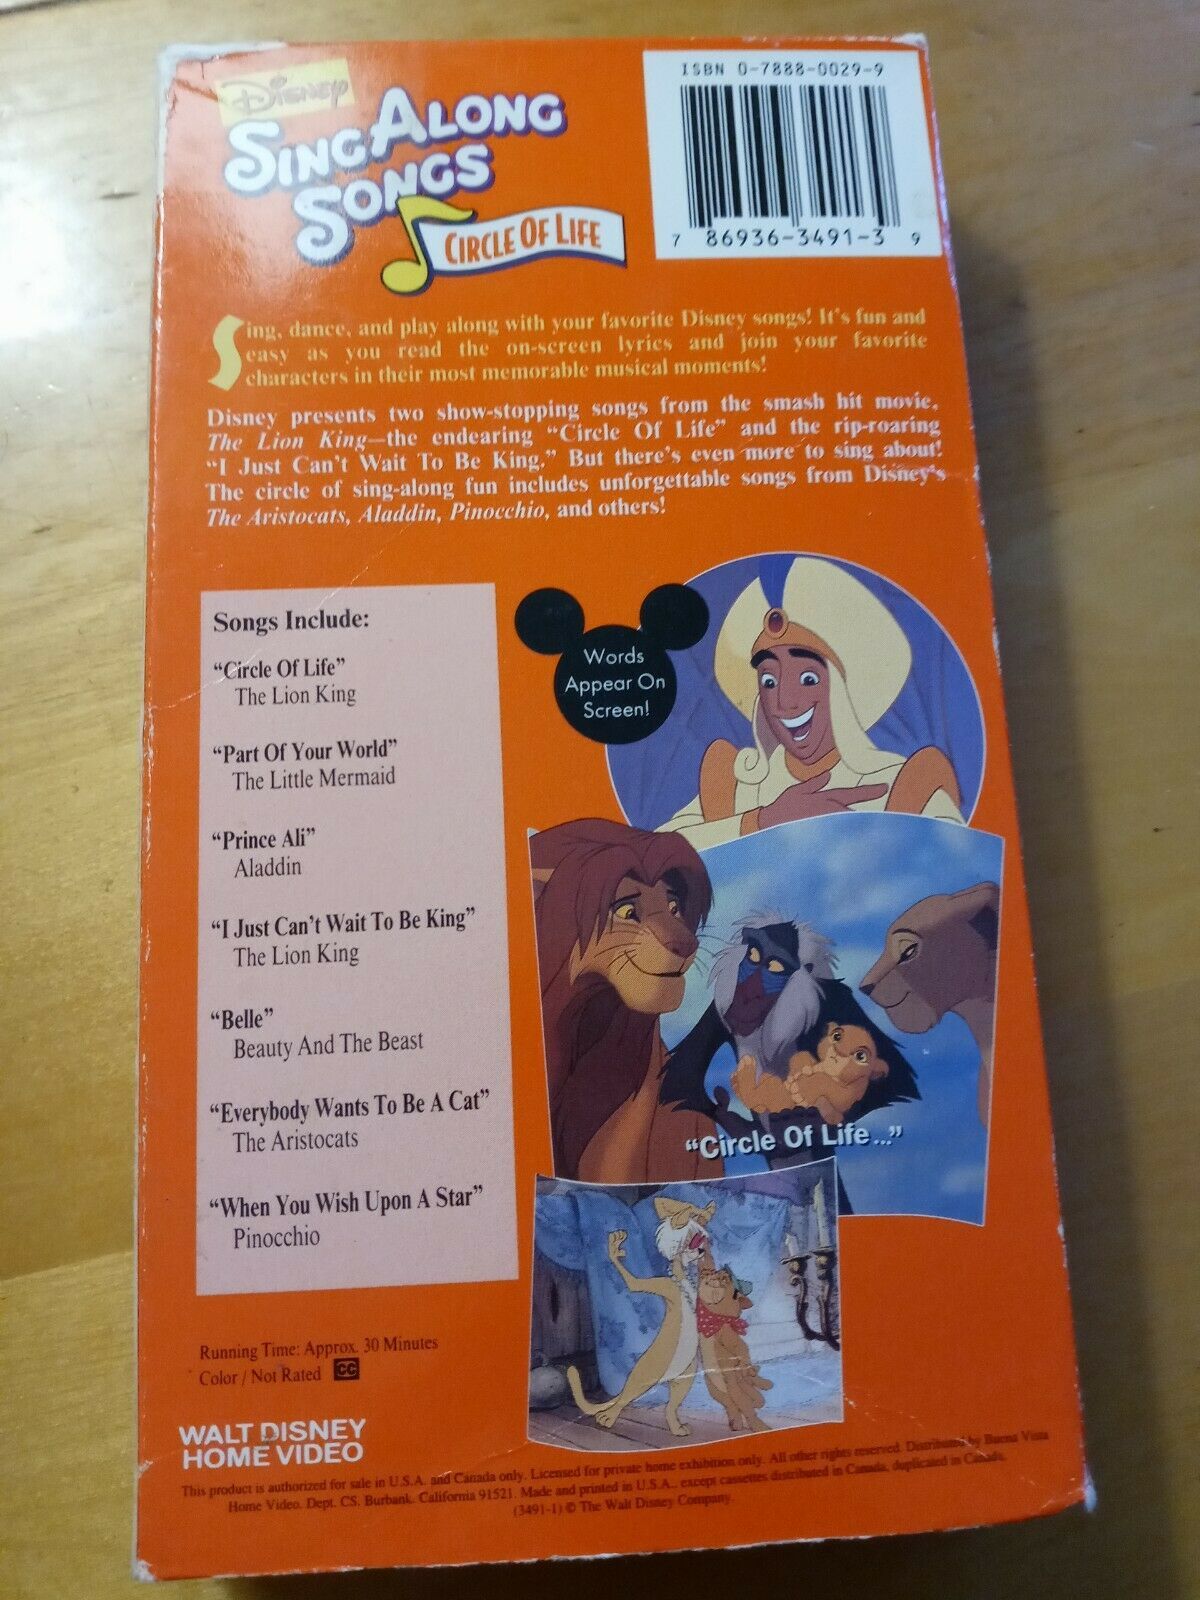 Disney
Sing Along
Songs
Circle Of Life
ISBN 0-7888-0029-9
7 86936-3491-3 9
Sing, dance, and play along with your favorite Disney songs! It's fun and
easy as you read the on-screen lyrics and join your favorite
characters in their most memorable musical moments!
Disney presents two show-stopping songs from the smash hit movie,
The Lion King—the endearing “Circle Of Life” and the rip-roaring
“I Just Can't Wait To Be King.” But there's even more to sing about!
The circle of sing-along fun includes unforgettable songs from Disney's
The Aristocats, Aladdin, Pinocchio, and others!
Songs Include:
“Circle Of Life”
The Lion King
“Part Of Your World”
The Little Mermaid
“Prince Ali”
Aladdin
“I Just Can't Wait To Be King”
The Lion King
“Belle”
Beauty And The Beast
“Everybody Wants To Be A Cat”
The Aristocats
“When You Wish Upon A Star”
Pinocchio
Words
Appear On
Screen!
“Circle Of Life...”
Running Time: Approx. 30 Minutes
Color / Not Rated CC
WALT DISNEY
HOME VIDEO
This product is authorized for sale in U.S.A. and Canada only. Licensed for private home exhibition only. All other rights reserved. Distributed by Buena Vista
Home Video, Dept. CS, Burbank, California 91521. Made and printed in U.S.A., except cassettes distributed in Canada, duplicated in Canada.
(3491-1) © The Walt Disney Company.